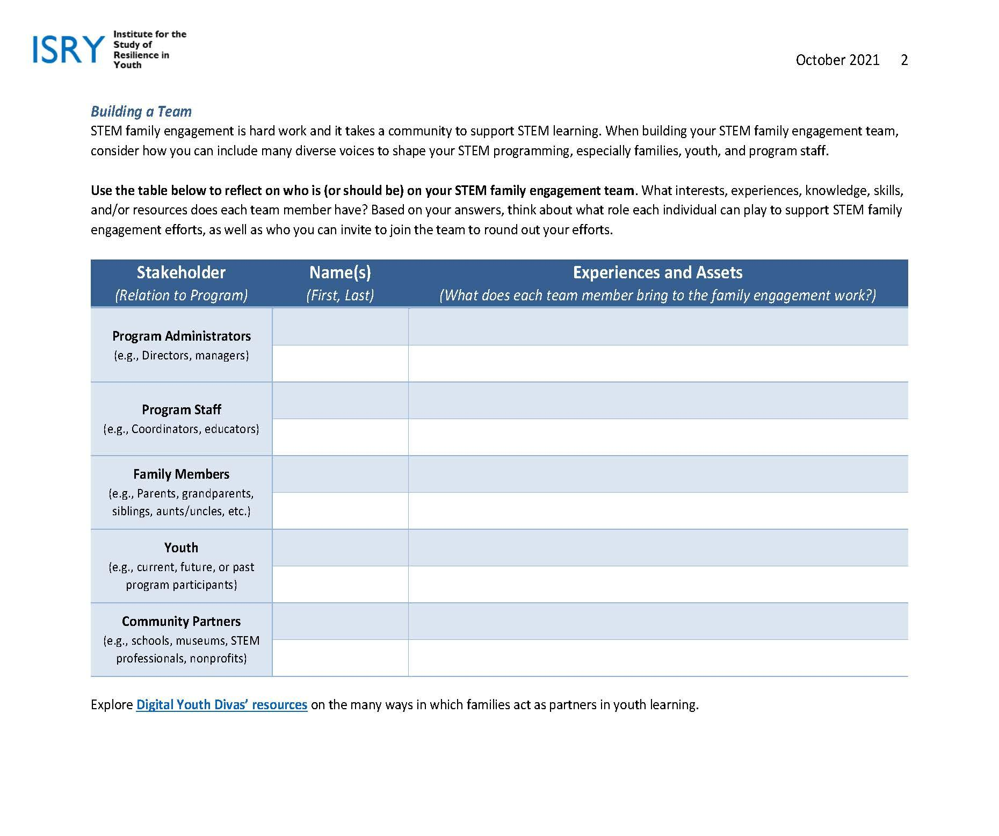 ISRY
Institute for the
Study of
Resilience in
Youth
October 2021 2
Building a Team
STEM family engagement is hard work and it takes a community to support STEM learning. When building your STEM family engagement team,
consider how you can include many diverse voices to shape your STEM programming, especially families, youth, and program staff.
Use the table below to reflect on who is (or should be) on your STEM family engagement team. What interests, experiences, knowledge, skills,
and/or resources does each team member have? Based on your answers, think about what role each individual can play to support STEM family
engagement efforts, as well as who you can invite to join the team to round out your efforts.
Stakeholder Name(s) Experiences and Assets
(Relation to Program) (First, Last) (What does each team member bring to the family engagement work?)
Program Administrators
(e.g., Directors, managers)
Program Staff
(e.g., Coordinators, educators)
Family Members
(e.g., Parents, grandparents,
siblings, aunts/uncles, etc.)
Youth
(e.g., current, future, or past
program participants)
Community Partners
(e.g., schools, museums, STEM
professionals, nonprofits)
Explore Digital Youth Divas’ resources on the many ways in which families act as partners in youth learning.